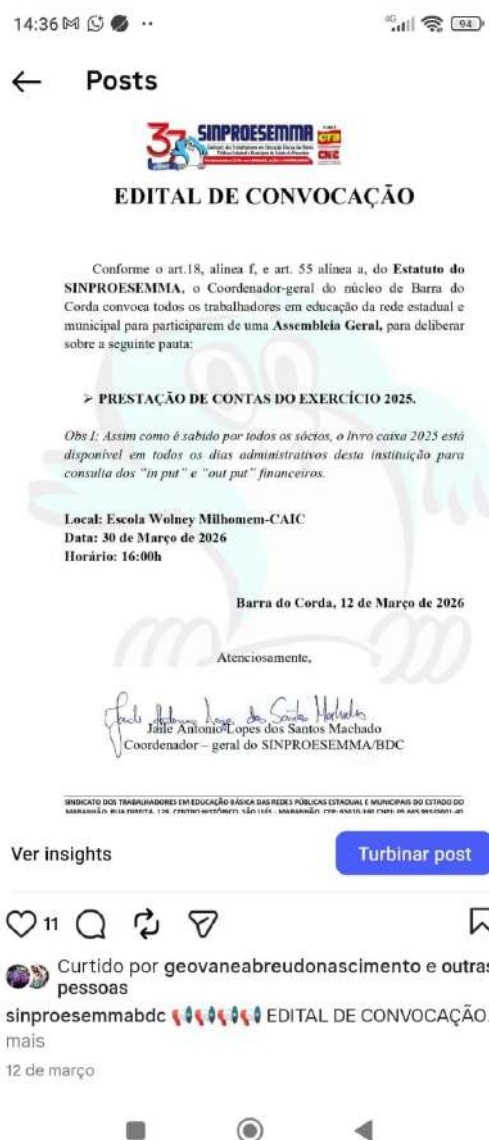 14:36
4G
94
Posts
37
SINPROESEMMA
CTB
CNTE
EDITAL DE CONVOCAÇÃO
Conforme o art.18, alinea f, e art. 55 alínea a, do Estatuto do
SINPROESEMMA, o Coordenador-geral do núcleo de Barra do
Corda convoca todos os trabalhadores em educação da rede estadual e
municipal para participarem de uma Assembleia Geral, para deliberar
sobre a seguinte pauta:
➢ PRESTAÇÃO DE CONTAS DO EXERCÍCIO 2025.
Obs 1: Assim como é sabido por todos os sócios, o livro caixa 2025 está
disponível em todos os dias administrativos desta instituição para
consulta dos "in put" e "out put" financeiros.
Local: Escola Wolney Milhomem-CAIC
Data: 30 de Março de 2026
Horário: 16:00h
Barra do Corda, 12 de Março de 2026
Atenciosamente,
Antonio Lopes dos Santos Machado
Coordenador – geral do SINPROESEMMA/BDC
SINDICATO DOS TRABALHADORES EM EDUCAÇÃO BÁSICA DAS REDES PÚBLICAS ESTADUAL E MUNICIPAIS DO ESTADO DO
Ver insights
Turbinar post
11
Curtido por geovaneabreudonascimento e outras
pessoas
sinproesemmabdc 📢📢📢📢 EDITAL DE CONVOCAÇÃO.
mais
12 de março